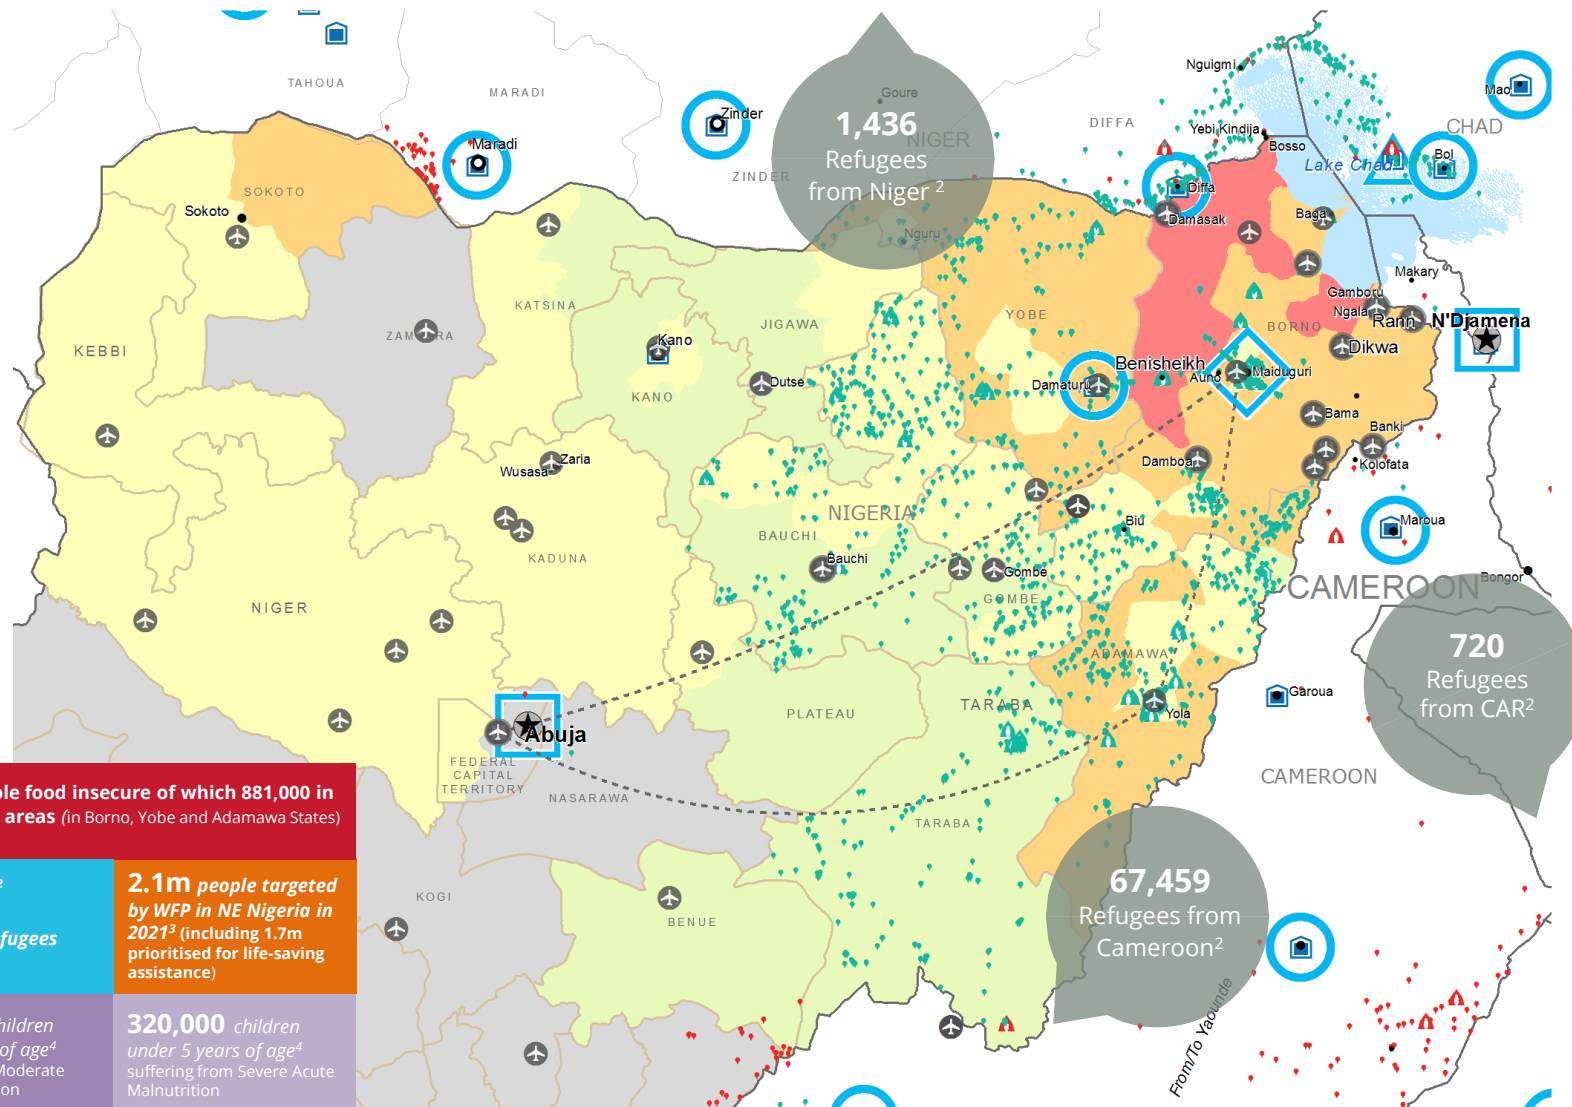 TAHOUA
MARADI
Maradi
Zinder
ZINDER
Goure
1,436
Refugees
from Niger 2
NIGER
DIFFA
Nguigmi
Yebi Kindija
Bosso
Lake Chad
Mao
CHAD
Bol
Diffa
Damasak
Baga
Makary
Gamboru
Ngala
Rann
N'Djamena
SOKOTO
Sokoto
Nguru
KATSINA
ZAMFARA
KEBBI
JIGAWA
YOBE
BORNO
Kano
KANO
Dutse
Dikwa
Benisheikh
Auno
Maiduguri
Damaturu
Bama
Banki
Kolofata
Damboa
Zaria
Wusasa
NIGERIA
BAUCHI
Bauchi
Biu
Maroua
KADUNA
Gombe
GOMBE
CAMEROON
Bongor
NIGER
ADAMAWA
720
Refugees
from CAR2
Garoua
Yola
TARABA
PLATEAU
Abuja
FEDERAL
CAPITAL
TERRITORY
NASARAWA
CAMEROON
TARABA
ple food insecure of which 881,000 in
areas (in Borno, Yobe and Adamawa States)
efugees
2.1m people targeted
by WFP in NE Nigeria in
2021³ (including 1.7m
prioritised for life-saving
assistance)
KOGI
BENUE
67,459
Refugees from
Cameroon2
From/To Yaounde
hildren
of age4
Moderate
on
320,000 children
under 5 years of age4
suffering from Severe Acute
Malnutrition